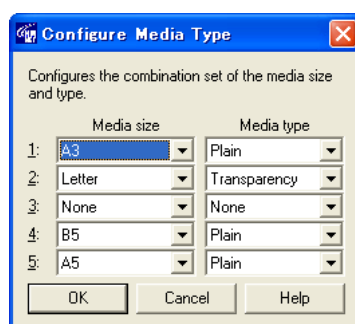 Configure Media Type
Configures the combination set of the media size
and type.
Media size Media type
1: A3 Plain
2: Letter Transparency
3: None None
4: B5 Plain
5: A5 Plain
OK Cancel Help